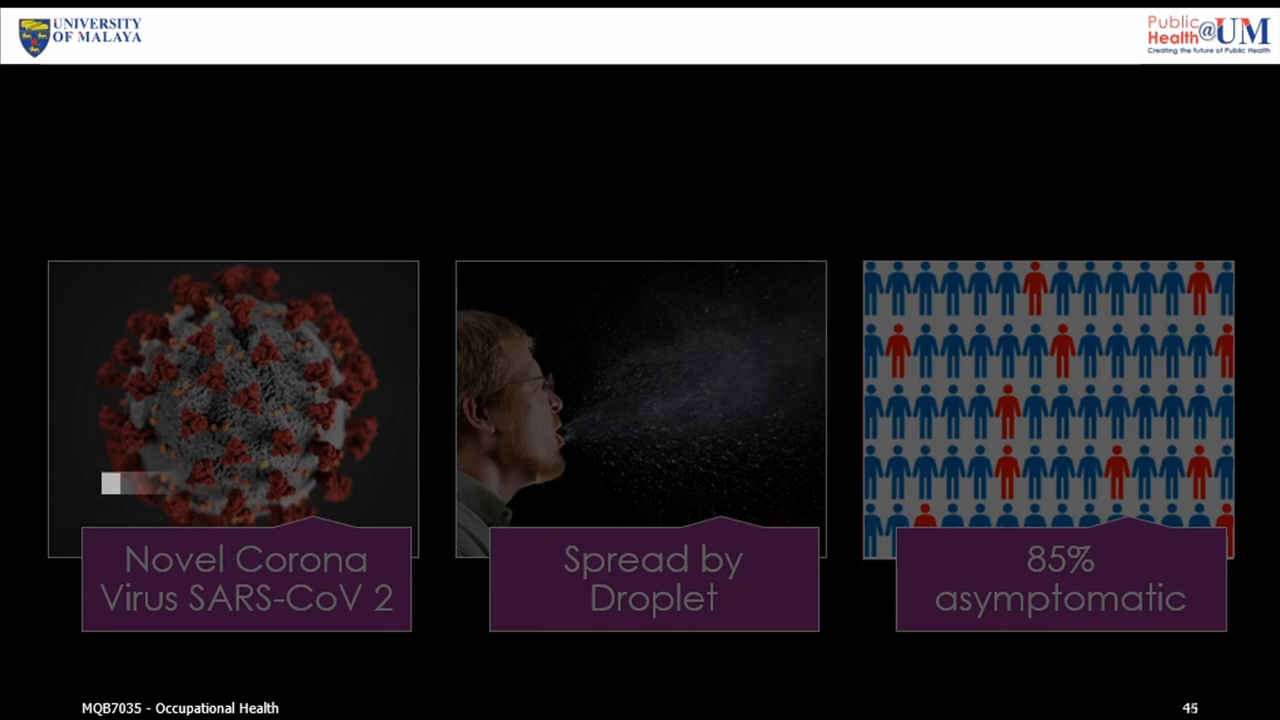 UNIVERSITY
OF MALAYA
Public
Health@UM
Creating the future of Public Health
Novel Corona
Virus SARS-CoV 2
Spread by
Droplet
85%
asymptomatic
MQB7035 - Occupational Health
45